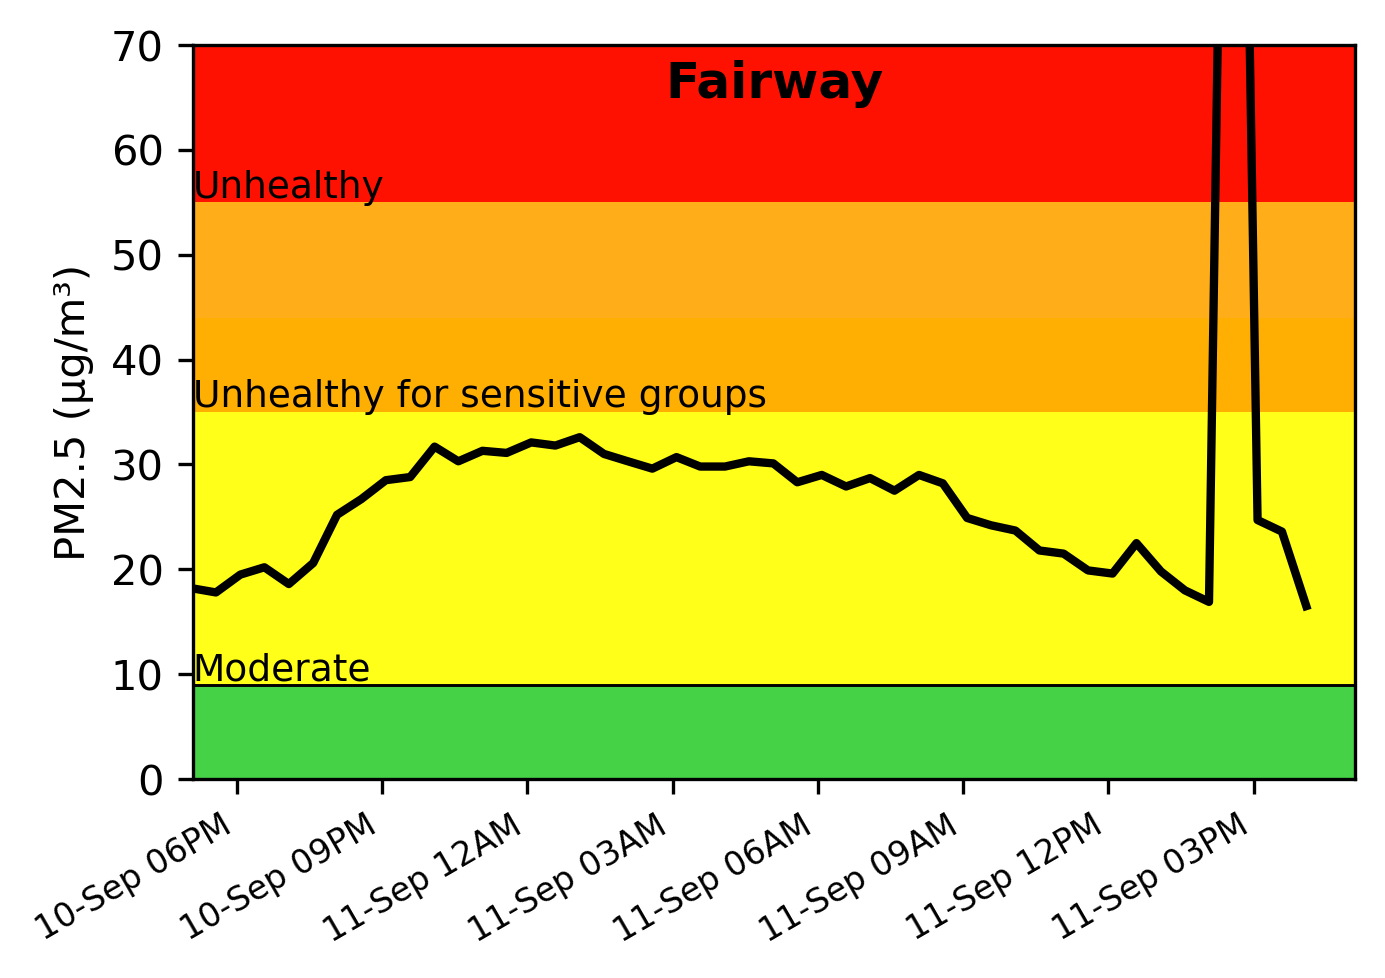 Fairway
PM2.5 (µg/m³)
70
60
50
40
30
20
10
0
Unhealthy
Unhealthy for sensitive groups
Moderate
10-Sep 06PM
10-Sep 09PM
11-Sep 12AM
11-Sep 03AM
11-Sep 06AM
11-Sep 09AM
11-Sep 12PM
11-Sep 03PM